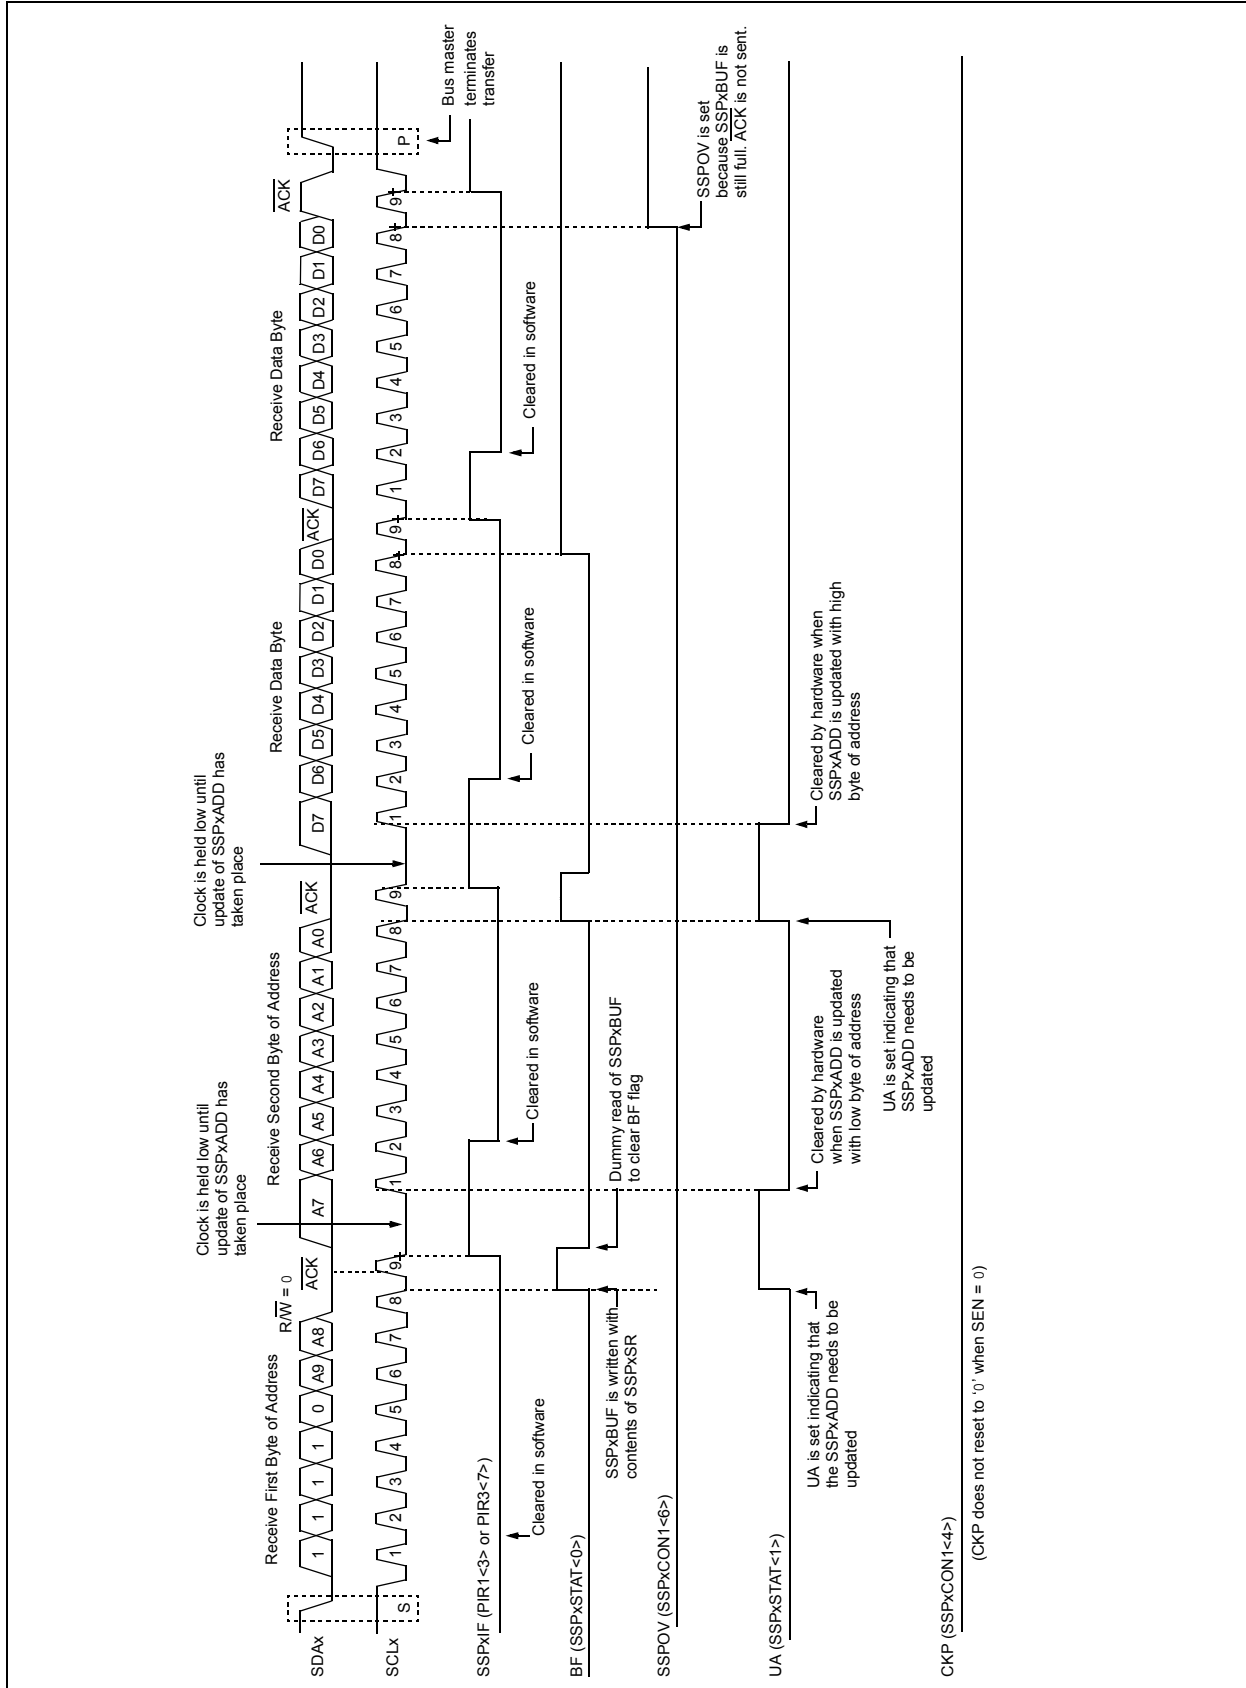 Clock is held low until
update of SSPxADD has
taken place
Clock is held low until
update of SSPxADD has
taken place
Receive First Byte of Address
R/W = 0
ACK
Receive Second Byte of Address
ACK
Receive Data Byte
ACK
Receive Data Byte
ACK
SDAx
1 1 1 1 0 A9 A8
A7 A6 A5 A4 A3 A2 A1 A0
D7 D6 D5 D4 D3 D2 D1 D0
D7 D6 D5 D4 D3 D2 D1 D0
SCLx
S
1 2 3 4 5 6 7 8 9
1 2 3 4 5 6 7 8 9
1 2 3 4 5 6 7 8 9
1 2 3 4 5 6 7 8 9
P
Bus master
terminates
transfer
SSPxIF (PIR1<3> or PIR3<7>)
Cleared in software
Cleared in software
Cleared in software
Cleared in software
Cleared in software
BF (SSPxSTAT<0>)
SSPxBUF is written with
contents of SSPxSR
Dummy read of SSPxBUF
to clear BF flag
SSPOV (SSPxCON1<6>)
SSPOV is set
because SSPxBUF is
still full. ACK is not sent.
UA (SSPxSTAT<1>)
UA is set indicating that
the SSPxADD needs to be
updated
Cleared by hardware
when SSPxADD is updated
with low byte of address
UA is set indicating that
SSPxADD needs to be
updated
Cleared by hardware when
SSPxADD is updated with high
byte of address
CKP (SSPxCON1<4>)
(CKP does not reset to ‘0’ when SEN = 0)